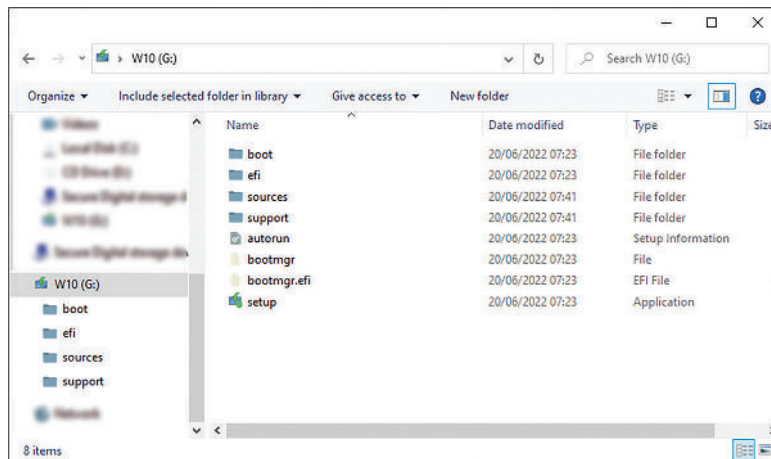 W10 (G:)
Search W10 (G:)
Organize
Include selected folder in library
Give access to
New folder
Name Date modified Type Size
boot 20/06/2022 07:23 File folder
efi 20/06/2022 07:23 File folder
sources 20/06/2022 07:41 File folder
support 20/06/2022 07:41 File folder
autorun 20/06/2022 07:23 Setup Information
bootmgr 20/06/2022 07:23 File
bootmgr.efi 20/06/2022 07:23 EFI File
setup 20/06/2022 07:23 Application
W10 (G:)
boot
efi
sources
support
8 items